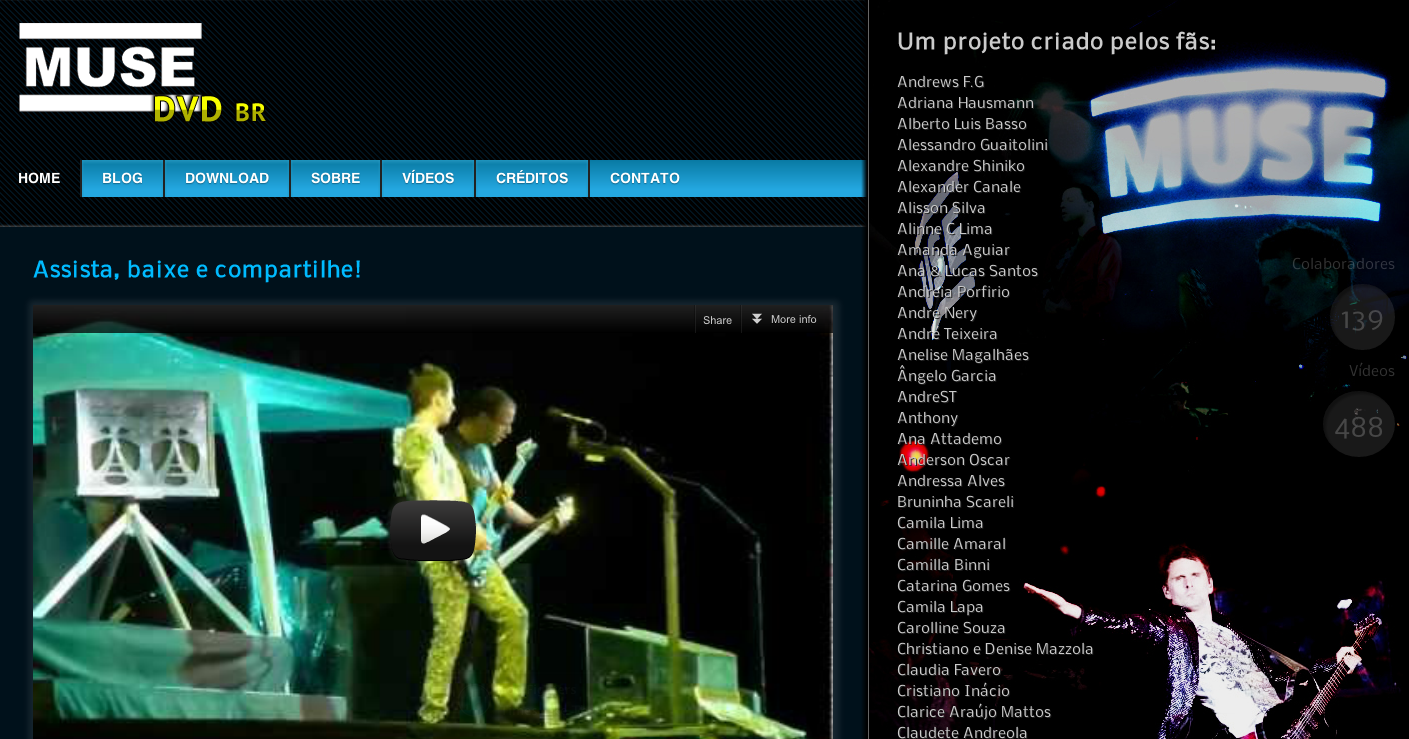 MUSE
DVD BR
HOME
BLOG
DOWNLOAD
SOBRE
VÍDEOS
CRÉDITOS
CONTATO
Assista, baixe e compartilhe!
Share
More info
Um projeto criado pelos fãs:
Andrews F.G
Adriana Hausmann
Alberto Luis Basso
Alessandro Guaitolini
Alexandre Shiniko
Alexander Canale
Alisson Silva
Alinne C Lima
Amanda Aguiar
Ana & Lucas Santos
Andréia Porfirio
André Nery
André Teixeira
Anelise Magalhães
Ângelo Garcia
AndreST
Anthony
Ana Attademo
Anderson Oscar
Andressa Alves
Bruninha Scareli
Camila Lima
Camille Amaral
Camilla Binni
Catarina Gomes
Camila Lapa
Carolline Souza
Christiano e Denise Mazzola
Claudia Favero
Cristiano Inácio
Clarice Araújo Mattos
Claudete Andreola
MUSE
Colaboradores
139
Vídeos
488